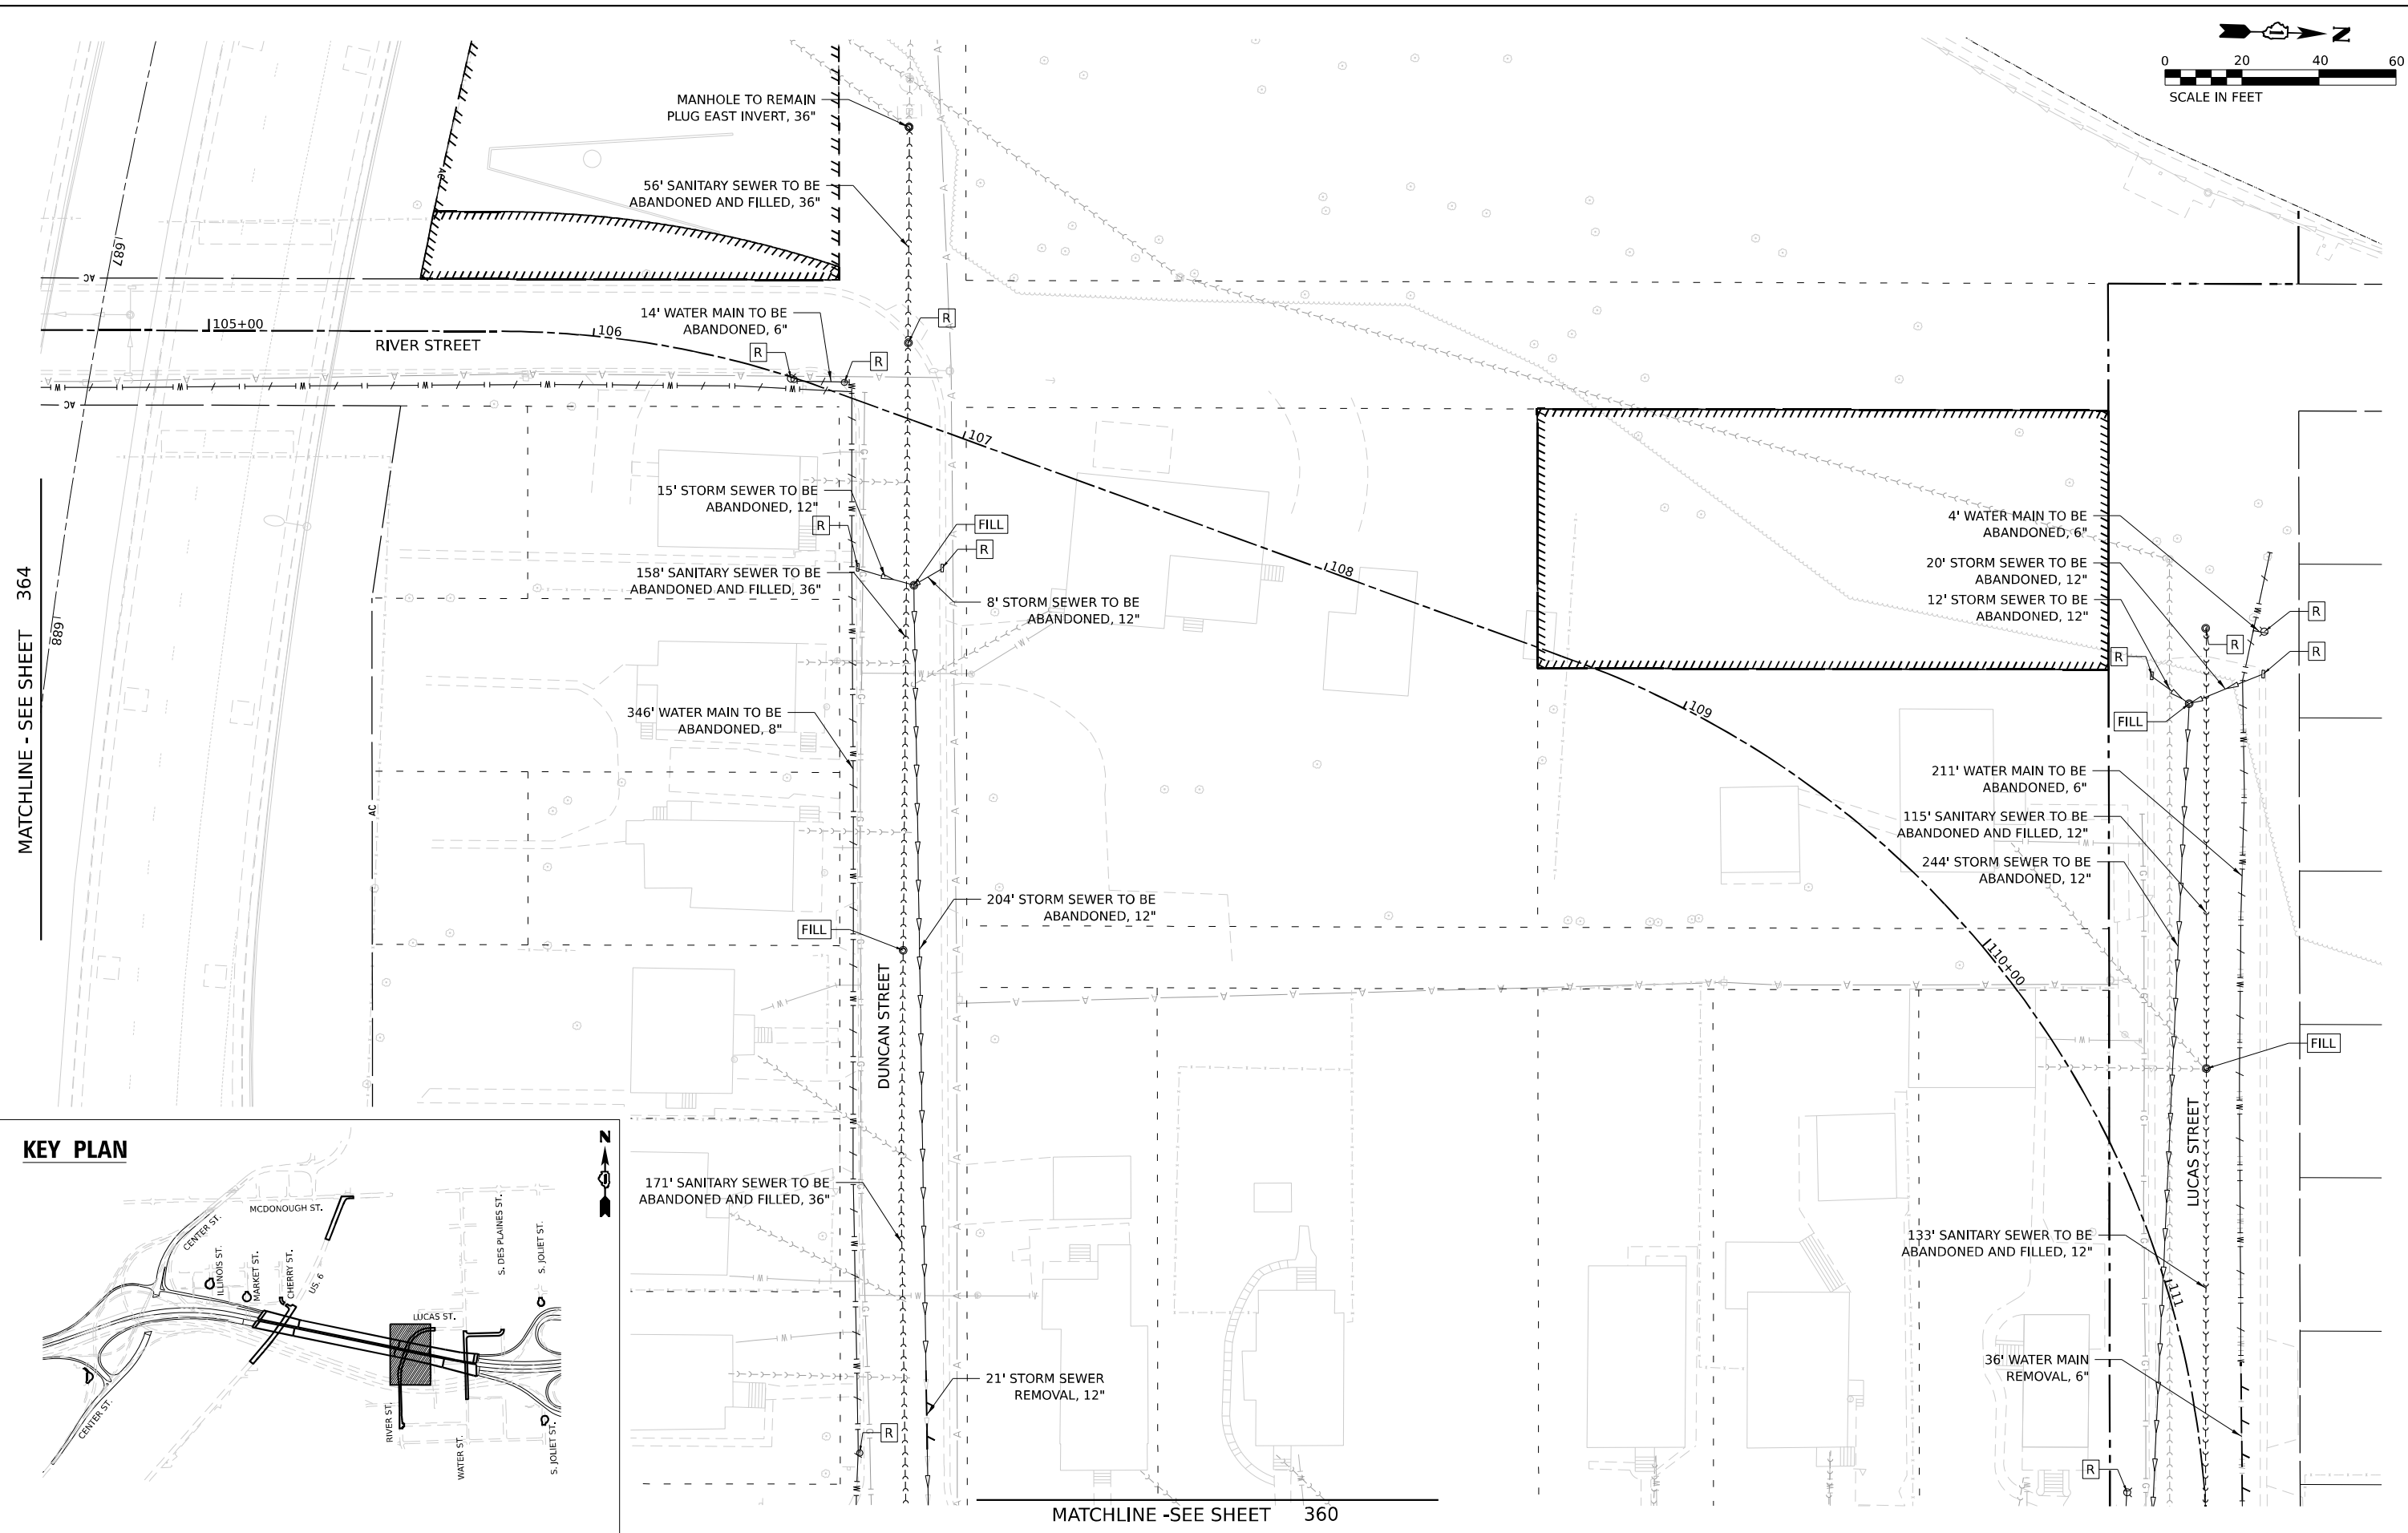 N
0 20 40 60
SCALE IN FEET
MANHOLE TO REMAIN
PLUG EAST INVERT, 36"
56' SANITARY SEWER TO BE
ABANDONED AND FILLED, 36"
AC
687
AC
14' WATER MAIN TO BE
ABANDONED, 6"
R
105+00
106
RIVER STREET
R
R
AC
107
15' STORM SEWER TO BE
ABANDONED, 12"
R
FILL
R
4' WATER MAIN TO BE
ABANDONED, 6"
108
158' SANITARY SEWER TO BE
ABANDONED AND FILLED, 36"
20' STORM SEWER TO BE
ABANDONED, 12"
8' STORM SEWER TO BE
ABANDONED, 12"
12' STORM SEWER TO BE
ABANDONED, 12"
R
R
R
R
688
MATCHLINE - SEE SHEET 364
346' WATER MAIN TO BE
ABANDONED, 8"
109
FILL
211' WATER MAIN TO BE
ABANDONED, 6"
AC
115' SANITARY SEWER TO BE
ABANDONED AND FILLED, 12"
244' STORM SEWER TO BE
ABANDONED, 12"
204' STORM SEWER TO BE
ABANDONED, 12"
FILL
110+00
DUNCAN STREET
FILL
LUCAS STREET
171' SANITARY SEWER TO BE
ABANDONED AND FILLED, 36"
133' SANITARY SEWER TO BE
ABANDONED AND FILLED, 12"
111
36' WATER MAIN
REMOVAL, 6"
21' STORM SEWER
REMOVAL, 12"
R
R
MATCHLINE -SEE SHEET 360
KEY PLAN
N
MCDONOUGH ST.
CENTER ST.
ILLINOIS ST.
MARKET ST.
CHERRY ST.
US. 6
S. DES PLAINES ST.
S. JOLIET ST.
LUCAS ST.
RIVER ST.
WATER ST.
S. JOLIET ST.
CENTER ST.